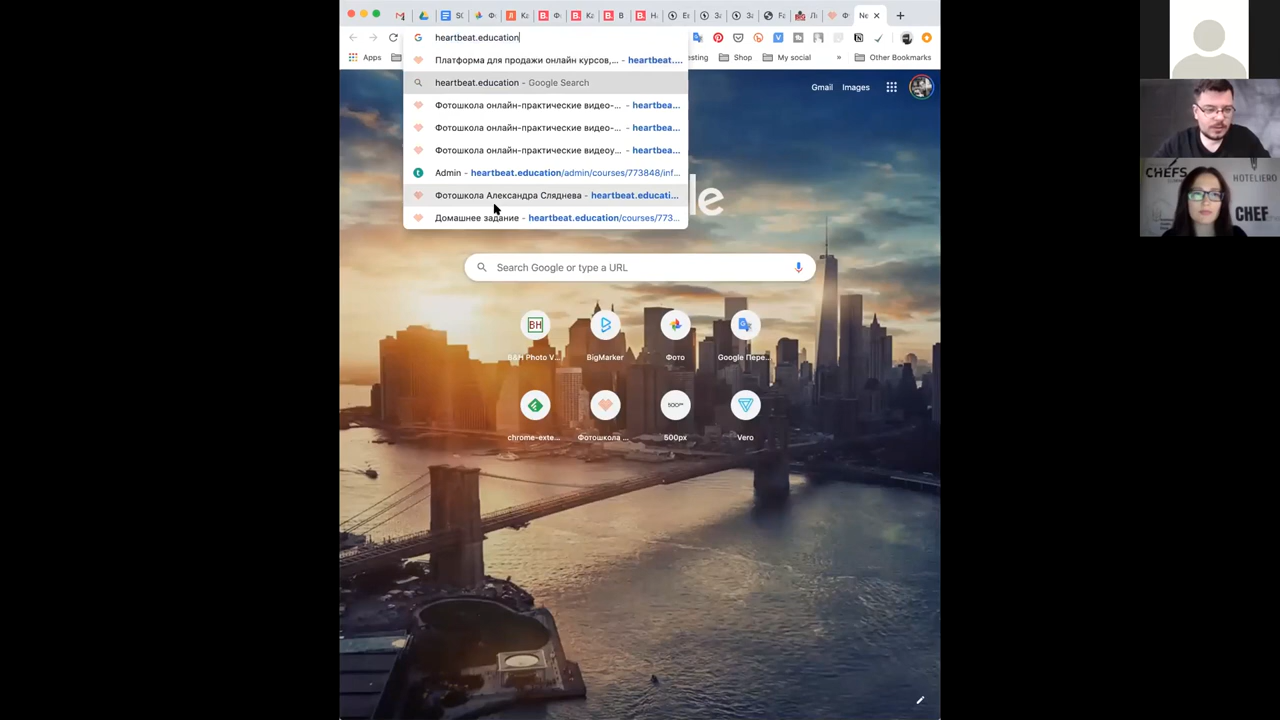 Ne
heartbeat.education
Платформа для продажи онлайн курсов,... - heartbeat....
heartbeat.education - Google Search
Фотошкола онлайн-практические видео-... - heartbea...
Фотошкола онлайн-практические видео-... - heartbea...
Фотошкола онлайн-практические видеоу... - heartbea...
Admin - heartbeat.education/admin/courses/773848/inf...
Фотошкола Александра Сляднева - heartbeat.educati...
Домашнее задание - heartbeat.education/courses/773...
Apps
Shop
My social
»
Other Bookmarks
Gmail
Images
le
Search Google or type a URL
BH
B&H Photo V...
BigMarker
Фото
Google Пере...
chrome-exte...
Фотошкола ...
500px
Vero
CHEFS
HOTELIERO
CHEF